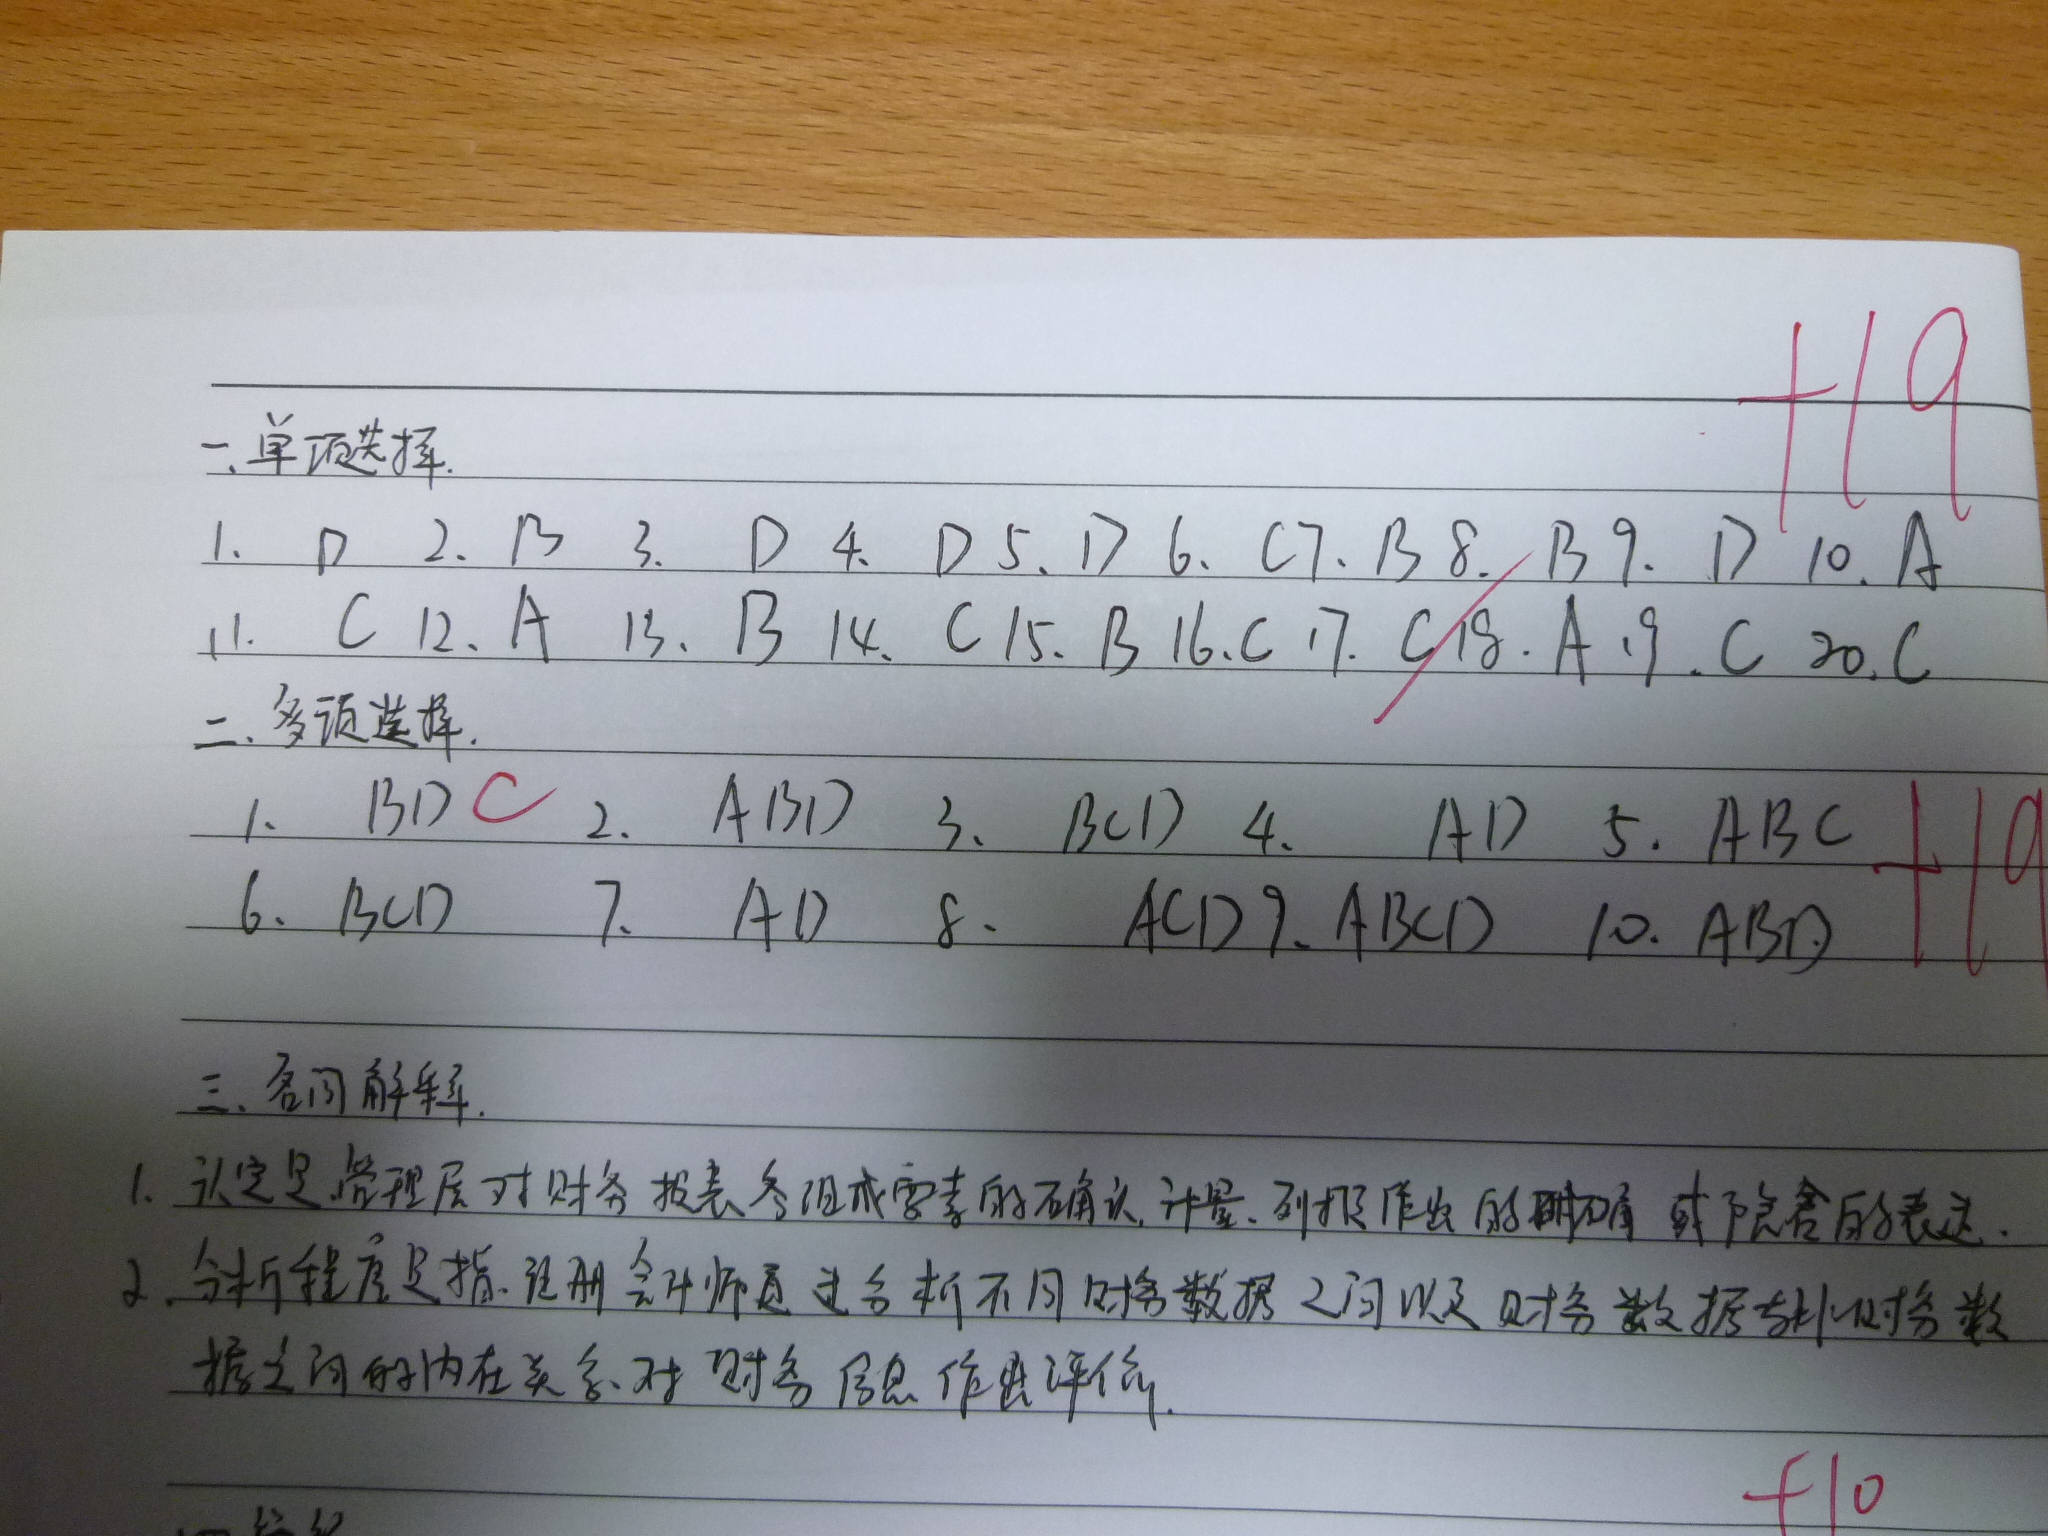 +19
一、单项选择.
1. D 2. B 3. D 4. D 5. D 6. C 7. B 8. B 9. D 10. A
11. C 12. A 13. B 14. C 15. B 16. C 17. C 18. A 19. C 20. C
二、多项选择.
1. BD C 2. ABD 3. BCD 4. AD 5. ABC +19
6. BCD 7. AD 8. ACD 9. ABCD 10. ABD
三、名词解释.
1. 认定是管理层对财务报表各组成要素的确认、计量、列报作出的明确或隐含的表达.
2. 分析程序是指注册会计师通过分析不同财务数据之间以及财务数据与非财务数
据之间的内在关系、对财务信息作出评价.
+10